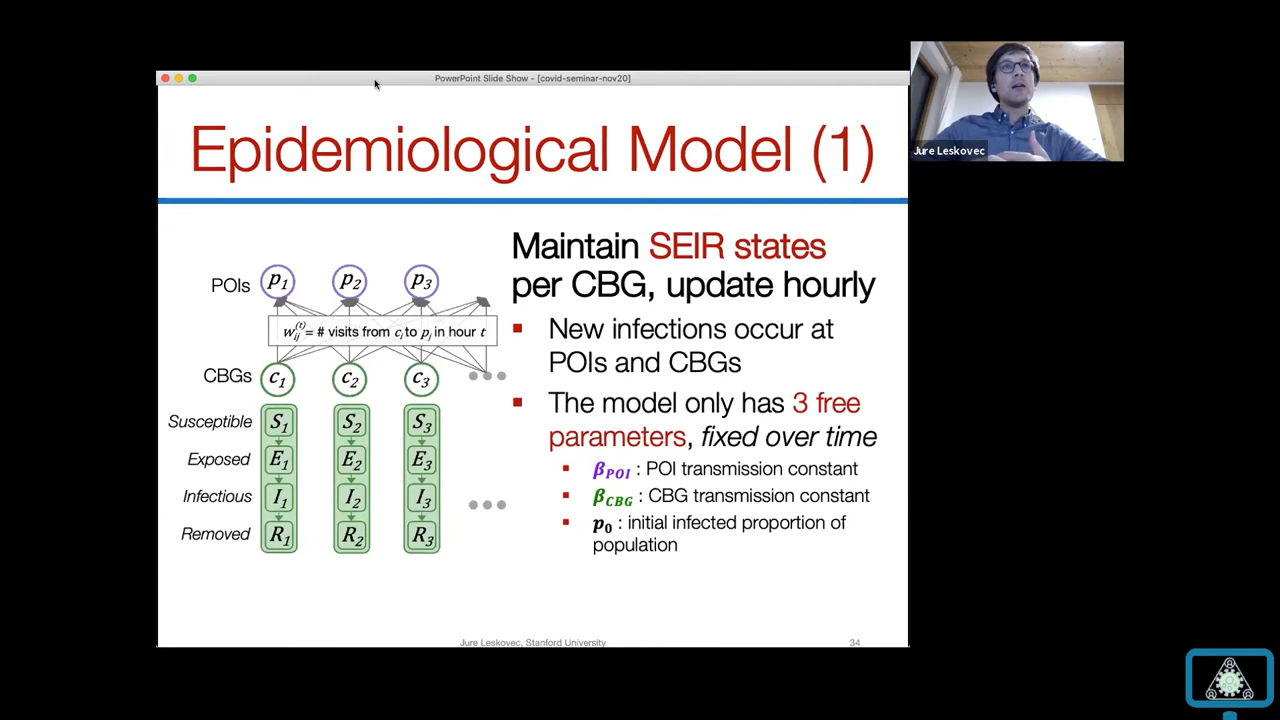 PowerPoint Slide Show - [covid-seminar-nov20]
Jure Leskovec
Epidemiological Model (1)
POIs
p₁ p₂ p₃
wᵢⱼ⁽ᵗ⁾ = # visits from cᵢ to pⱼ in hour t
CBGs
c₁ c₂ c₃
Susceptible S₁ S₂ S₃
Exposed E₁ E₂ E₃
Infectious I₁ I₂ I₃
Removed R₁ R₂ R₃
Maintain SEIR states
per CBG, update hourly
New infections occur at
POIs and CBGs
The model only has 3 free
parameters, fixed over time
β_POI : POI transmission constant
β_CBG : CBG transmission constant
p₀ : initial infected proportion of
population
Jure Leskovec, Stanford University
34